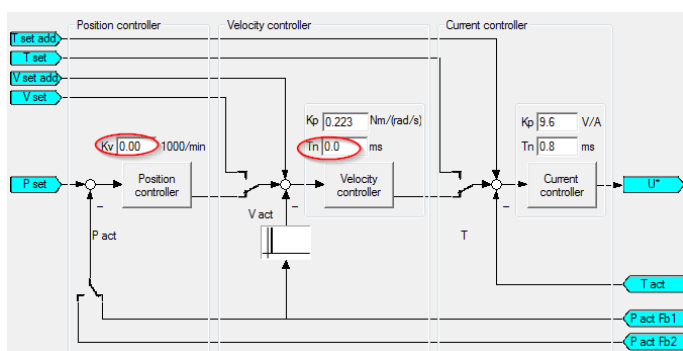 Position controller
Velocity controller
Current controller
T set add
T set
V set add
V set
Kp 0.223 Nm/(rad/s)
Kp 9.6 V/A
Kv 0.00 1000/min
Tn 0.0 ms
Tn 0.8 ms
P set
Position
controller
Velocity
controller
Current
controller
U*
V act
P act
T
T act
P act Fb1
P act Fb2